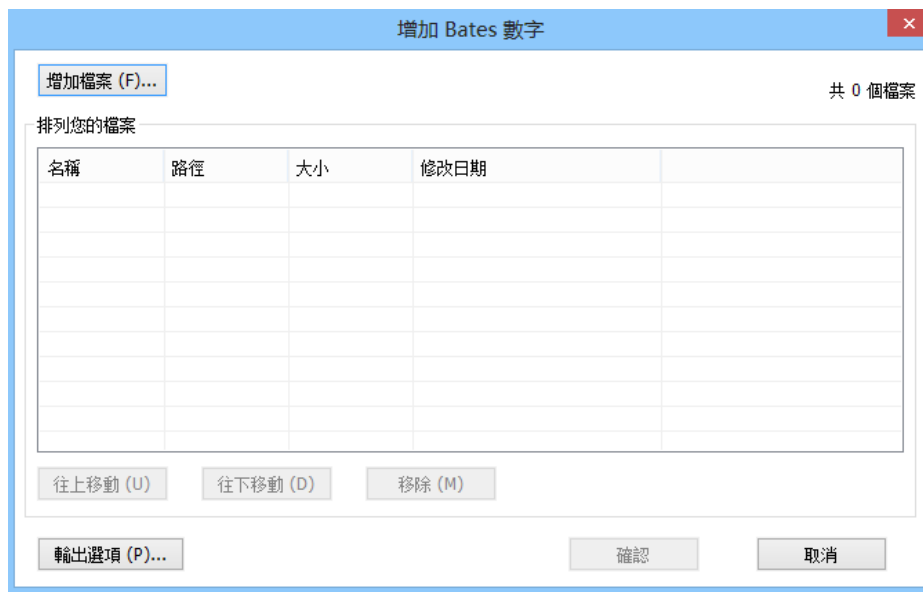 增加 Bates 數字
增加檔案 (F)...
共 0 個檔案
排列您的檔案
名稱 路徑 大小 修改日期
往上移動 (U) 往下移動 (D) 移除 (M)
輸出選項 (P)... 確認 取消